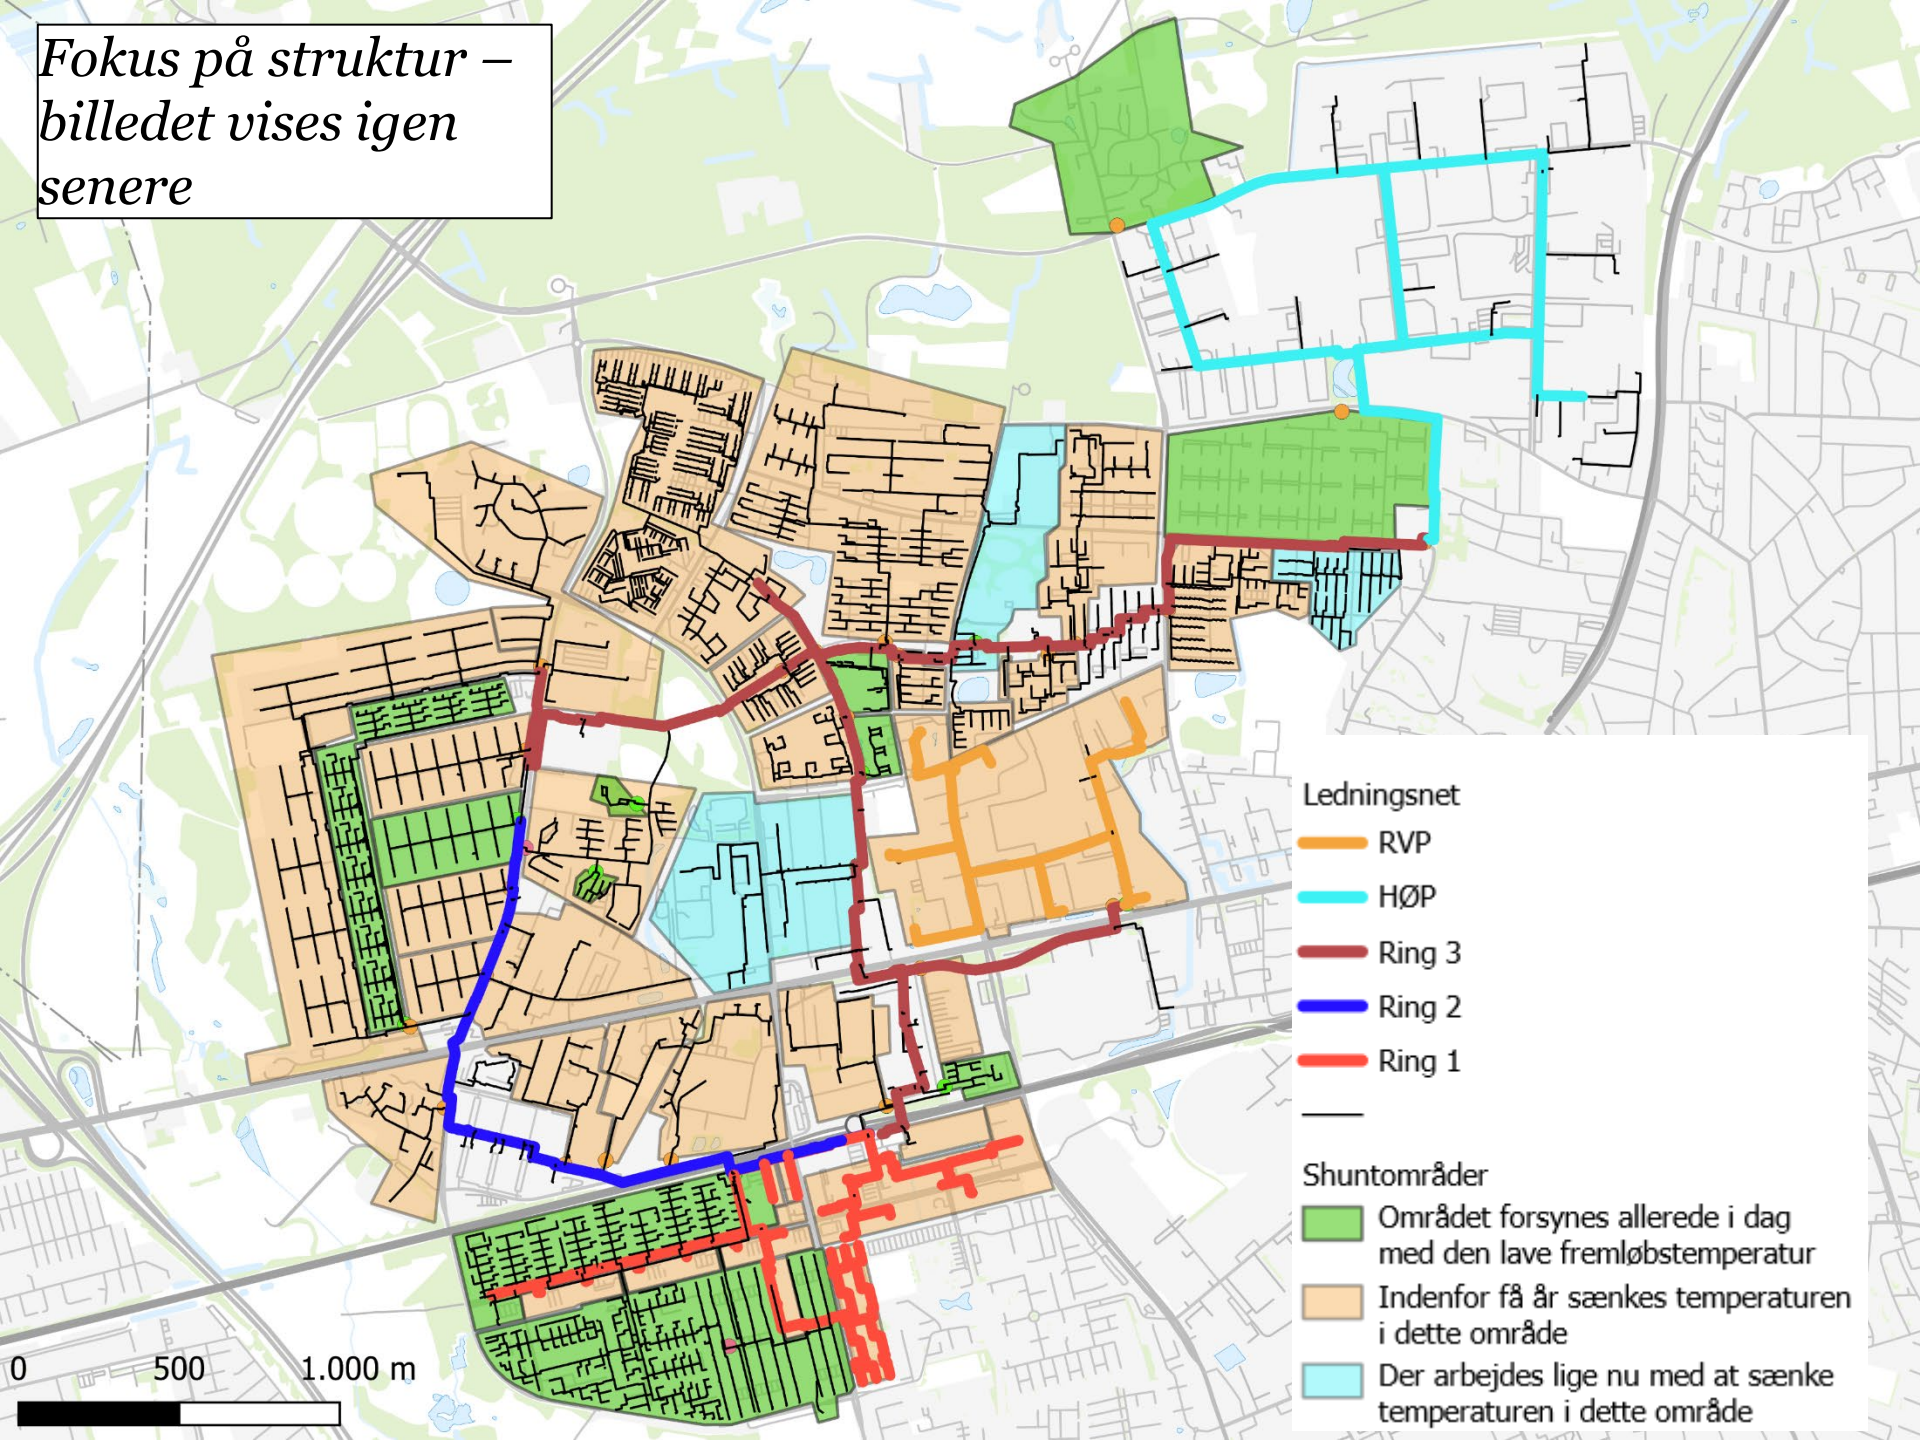 Fokus på struktur –
billedet vises igen
senere
Ledningsnet
RVP
HØP
Ring 3
Ring 2
Ring 1
Shuntområder
Området forsynes allerede i dag
med den lave fremløbstemperatur
Indenfor få år sænkes temperaturen
i dette område
Der arbejdes lige nu med at sænke
temperaturen i dette område
0 500 1.000 m